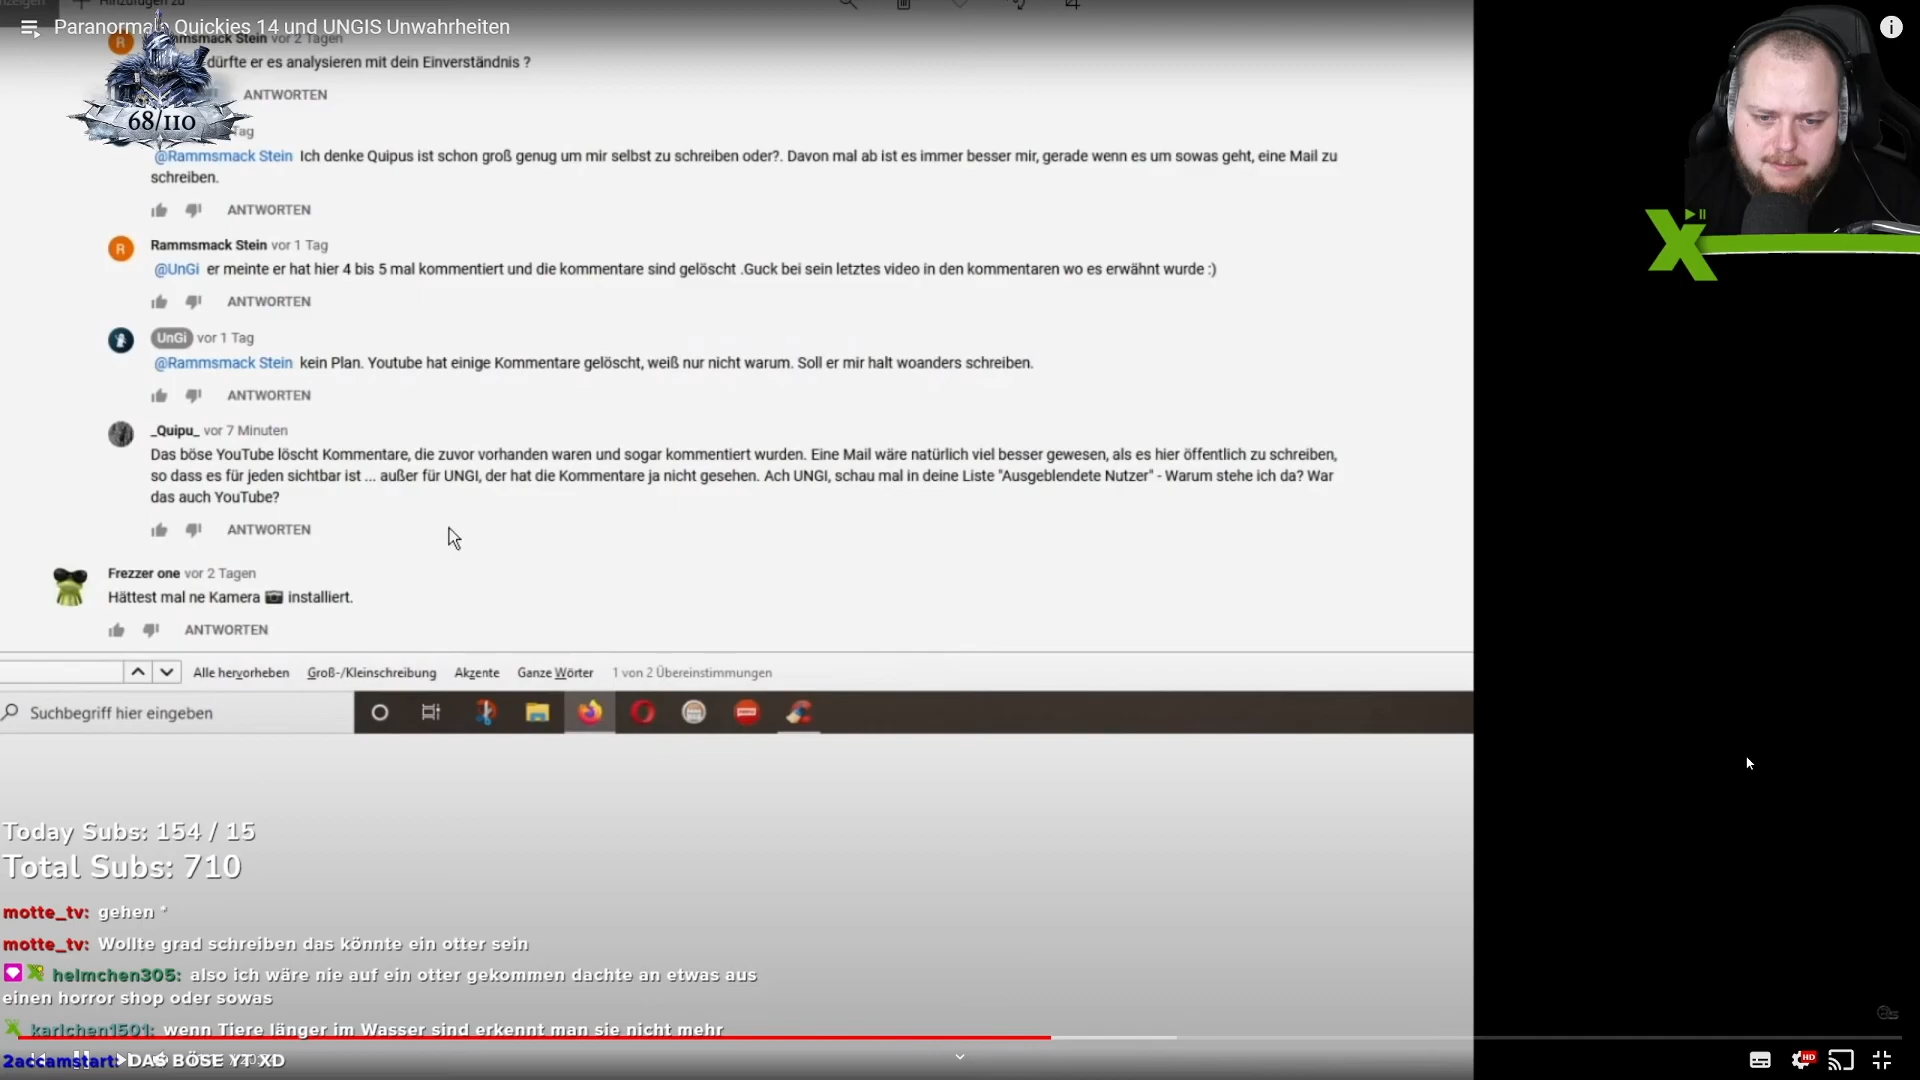 Hinzufügen zu
Paranormale Quickies 14 und UNGIS Unwahrheiten
R
Stein vor 2 Tagen
dürfte er es analysieren mit dein Einverständnis ?
68/110
ANTWORTEN
Tag
@Rammsmack Stein Ich denke Quipus ist schon groß genug um mir selbst zu schreiben oder?. Davon mal ab ist es immer besser mir, gerade wenn es um sowas geht, eine Mail zu
schreiben.
ANTWORTEN
R
Rammsmack Stein vor 1 Tag
@UnGi er meinte er hat hier 4 bis 5 mal kommentiert und die kommentare sind gelöscht .Guck bei sein letztes video in den kommentaren wo es erwähnt wurde :)
ANTWORTEN
UnGi vor 1 Tag
@Rammsmack Stein kein Plan. Youtube hat einige Kommentare gelöscht, weiß nur nicht warum. Soll er mir halt woanders schreiben.
ANTWORTEN
_Quipu_ vor 7 Minuten
Das böse YouTube löscht Kommentare, die zuvor vorhanden waren und sogar kommentiert wurden. Eine Mail wäre natürlich viel besser gewesen, als es hier öffentlich zu schreiben,
so dass es für jeden sichtbar ist ... außer für UNGI, der hat die Kommentare ja nicht gesehen. Ach UNGI, schau mal in deine Liste "Ausgeblendete Nutzer" - Warum stehe ich da? War
das auch YouTube?
ANTWORTEN
Frezzer one vor 2 Tagen
Hättest mal ne Kamera 📷 installiert.
ANTWORTEN
Alle hervorheben Groß-/Kleinschreibung Akzente Ganze Wörter 1 von 2 Übereinstimmungen
Suchbegriff hier eingeben
Today Subs: 154 / 15
Total Subs: 710
motte_tv: gehen *
motte_tv: Wollte grad schreiben das könnte ein otter sein
helmchen305: also ich wäre nie auf ein otter gekommen dachte an etwas aus
einen horror shop oder sowas
karlchen1501: wenn Tiere länger im Wasser sind erkennt man sie nicht mehr
2accamstart: DAS BÖSE YT XD
HD